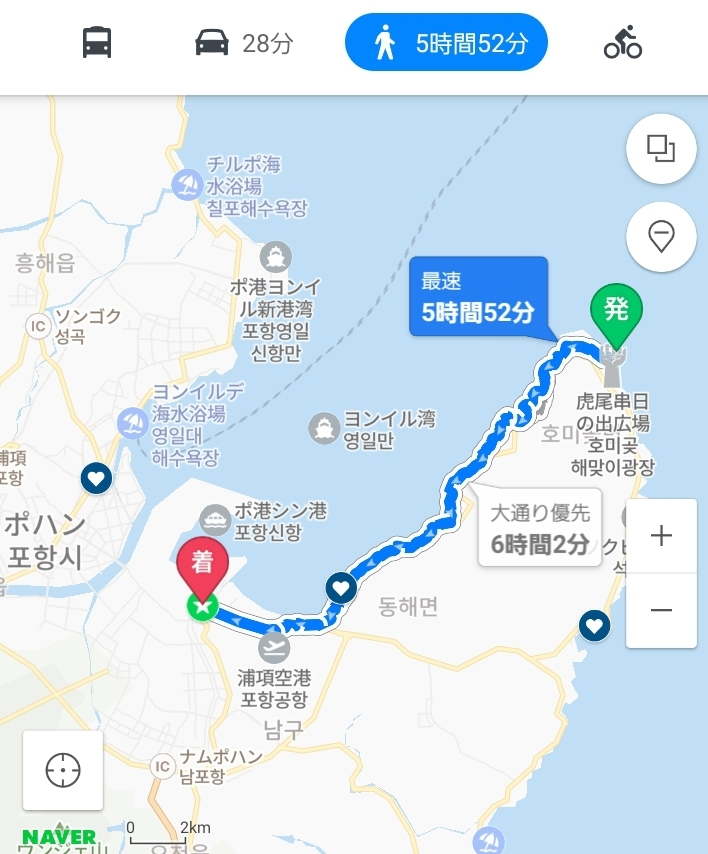 28分
5時間52分
チルポ海
水浴場
칠포해수욕장
흥해읍
ポ港ヨンイ
ル新港湾
포항영일
신항만
IC
ソンゴク
성곡
最速
5時間52分
発
ヨンイルデ
海水浴場
영일대
해수욕장
ヨンイル湾
영일만
虎尾串日
の出広場
호미곶
해맞이광장
호미
浦項
포항
ポハン
포항시
ポ港シン港
포항신항
大通り優先
6時間2分
着
동해면
浦項空港
포항공항
남구
IC
ナムポハン
남포항
NAVER
0
2km